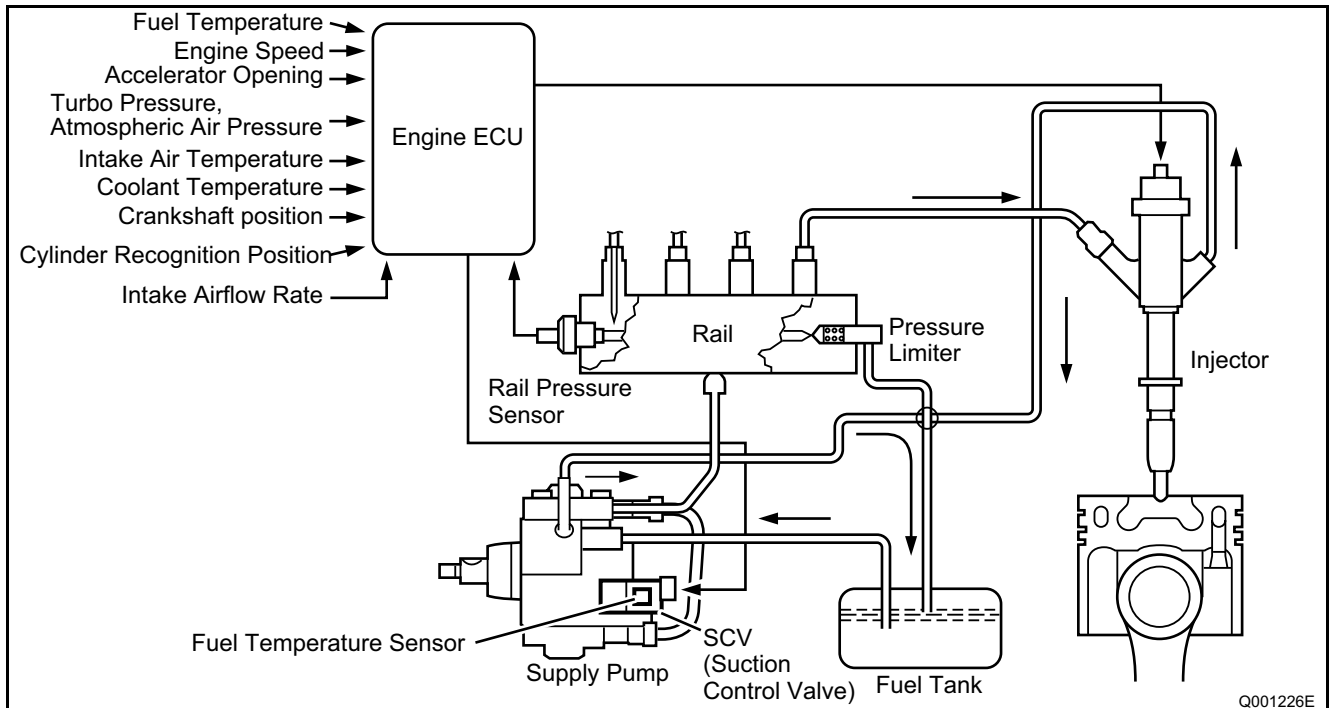 Fuel Temperature
Engine Speed
Accelerator Opening
Turbo Pressure,
Atmospheric Air Pressure
Intake Air Temperature
Coolant Temperature
Crankshaft position
Cylinder Recognition Position
Intake Airflow Rate
Engine ECU
Rail
Pressure
Limiter
Injector
Rail Pressure
Sensor
Fuel Temperature Sensor
Supply Pump
SCV
(Suction
Control Valve)
Fuel Tank
Q001226E